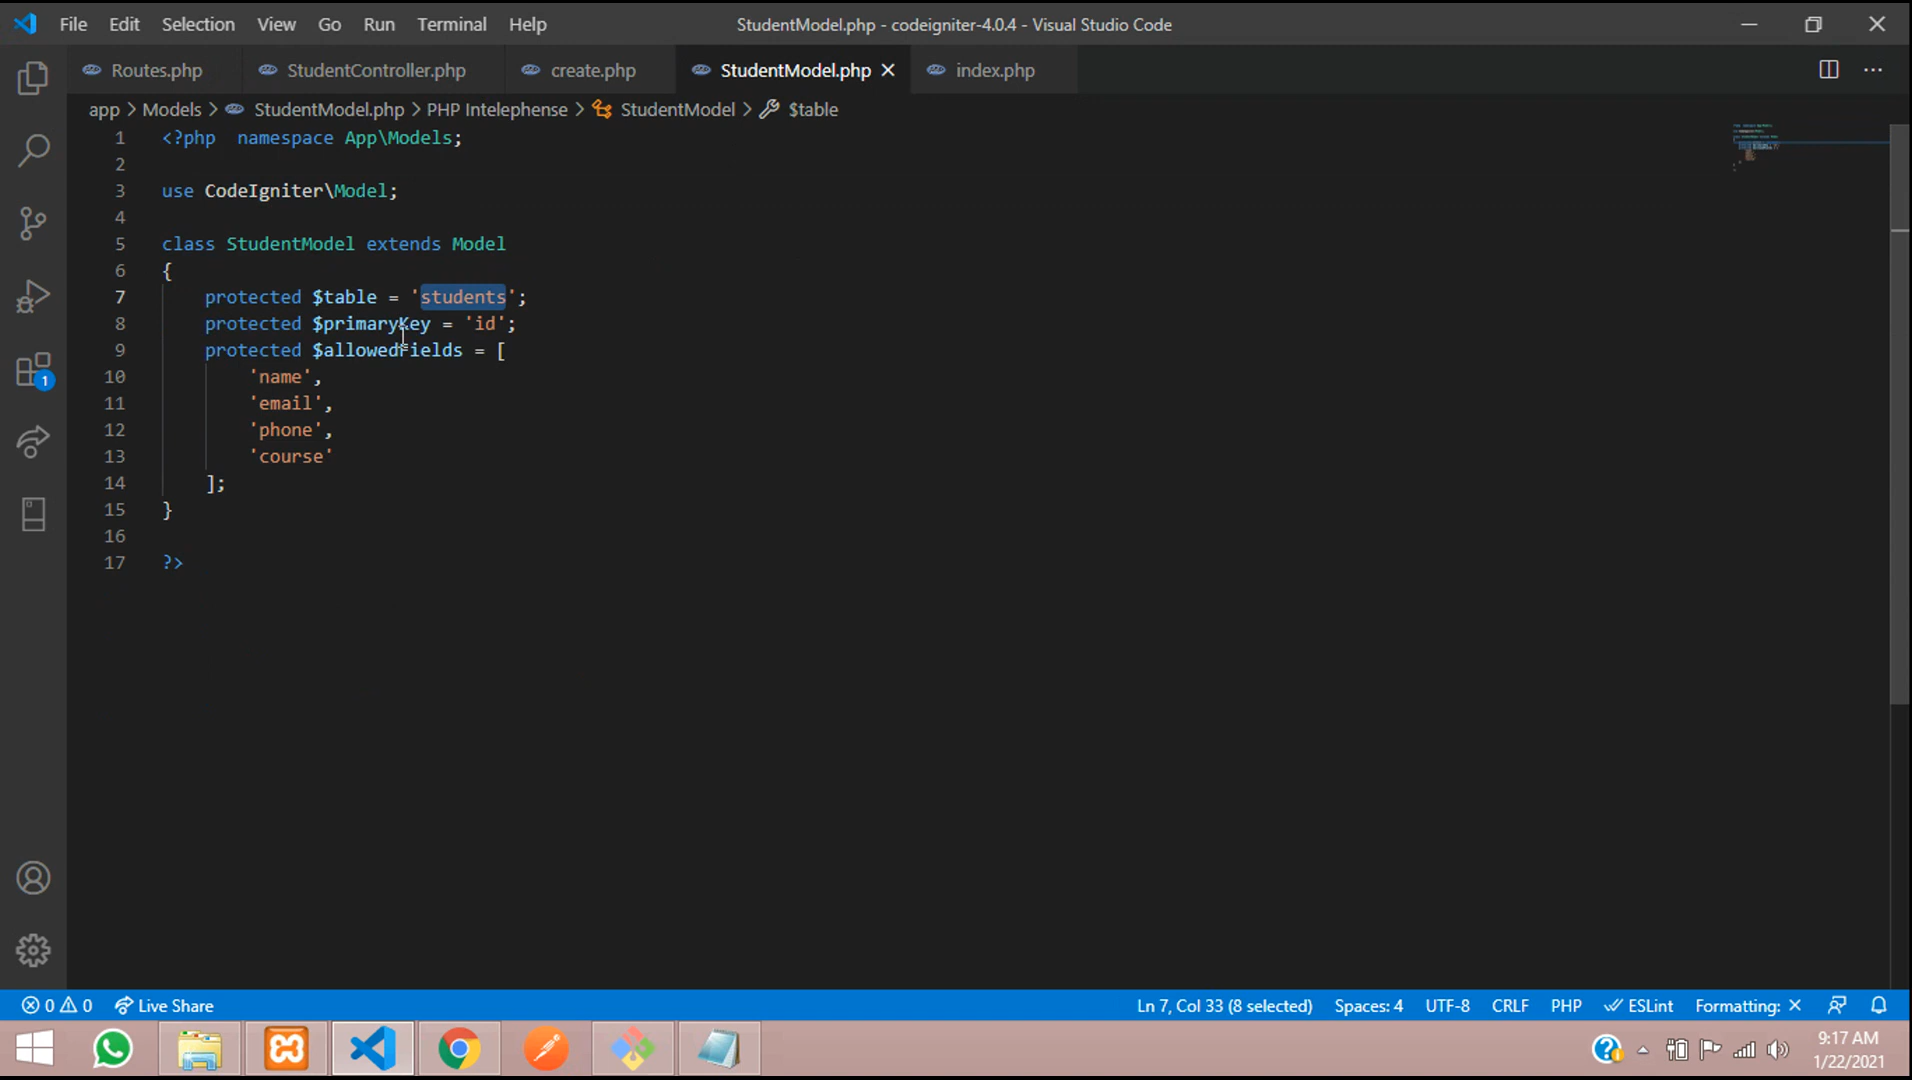 File Edit Selection View Go Run Terminal Help StudentModel.php - codeigniter-4.0.4 - Visual Studio Code
Routes.php StudentController.php create.php StudentModel.php index.php
app > Models > StudentModel.php > PHP Intelephense > StudentModel > $table
1 <?php  namespace App\Models;
2
3 use CodeIgniter\Model;
4
5 class StudentModel extends Model
6 {
7     protected $table = 'students';
8     protected $primaryKey = 'id';
9     protected $allowedFields = [
10         'name',
11         'email',
12         'phone',
13         'course'
14     ];
15 }
16
17 ?>
1
0 0 Live Share Ln 7, Col 33 (8 selected) Spaces: 4 UTF-8 CRLF PHP ESLint Formatting: ×
9:17 AM
1/22/2021